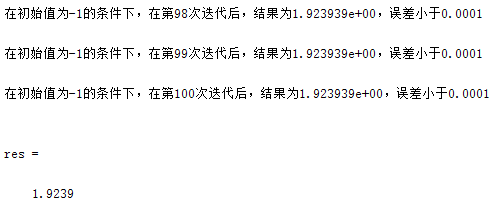 在初始值为-1的条件下，在第98次迭代后，结果为1.923939e+00，误差小于0.0001
在初始值为-1的条件下，在第99次迭代后，结果为1.923939e+00，误差小于0.0001
在初始值为-1的条件下，在第100次迭代后，结果为1.923939e+00，误差小于0.0001
res =
1.9239